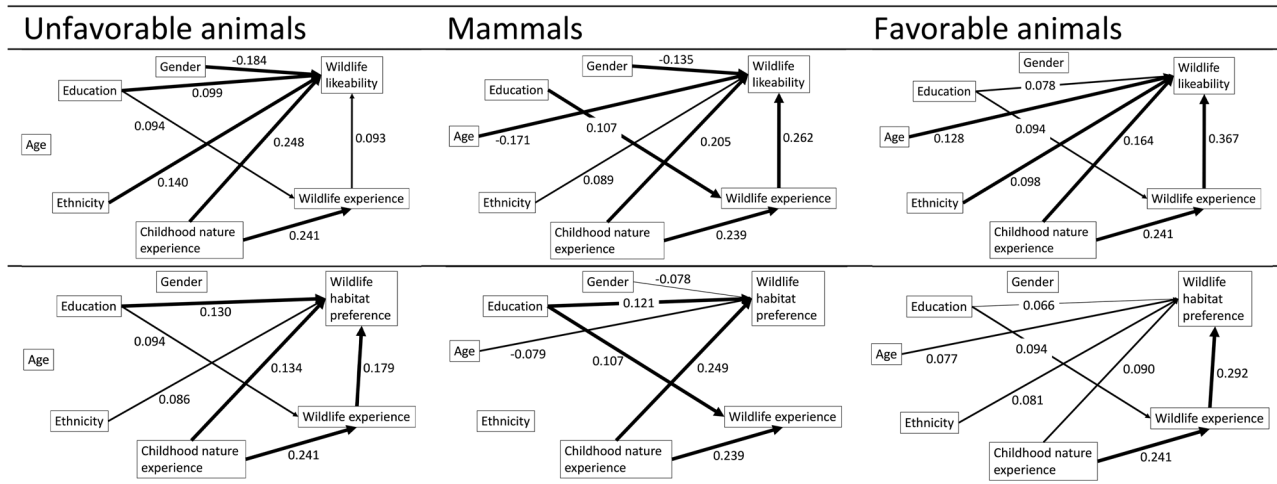 Unfavorable animals
Mammals
Favorable animals
Gender
-0.184
Wildlife
likeability
Education
0.099
0.094
0.248
0.093
Age
0.140
Ethnicity
Wildlife experience
Childhood nature
experience
0.241
Gender
-0.135
Wildlife
likeability
Education
0.107
Age
-0.171
0.205
0.262
0.089
Ethnicity
Wildlife experience
Childhood nature
experience
0.239
Gender
Wildlife
likeability
Education
0.078
0.094
Age
0.128
0.164
0.367
0.098
Ethnicity
Wildlife experience
Childhood nature
experience
0.241
Gender
Wildlife
habitat
preference
Education
0.130
0.094
Age
0.134
0.179
0.086
Ethnicity
Wildlife experience
Childhood nature
experience
0.241
Gender
-0.078
Wildlife
habitat
preference
Education
0.121
Age
-0.079
0.107
0.249
Ethnicity
Wildlife experience
Childhood nature
experience
0.239
Gender
Wildlife
habitat
preference
Education
0.066
0.094
Age
0.077
0.090
0.292
0.081
Ethnicity
Wildlife experience
Childhood nature
experience
0.241